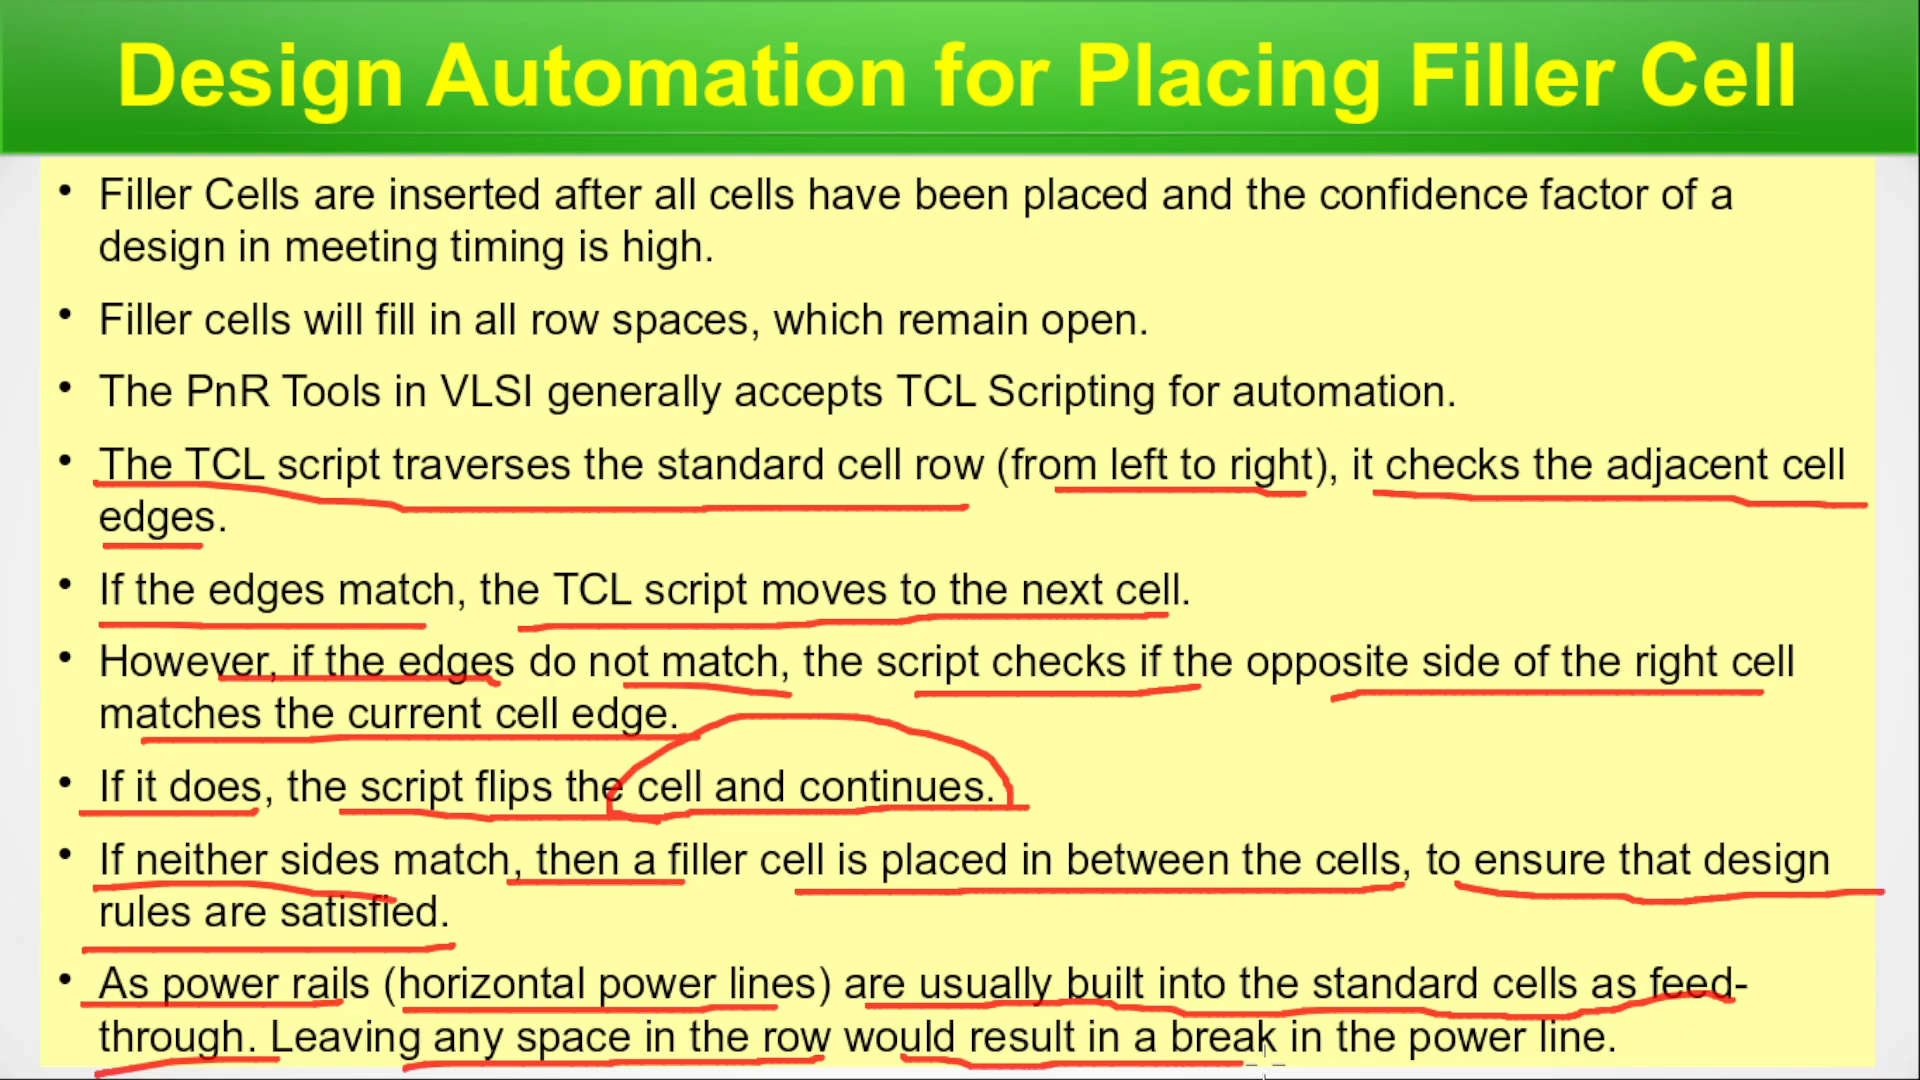 Design Automation for Placing Filler Cell
• Filler Cells are inserted after all cells have been placed and the confidence factor of a
design in meeting timing is high.
• Filler cells will fill in all row spaces, which remain open.
• The PnR Tools in VLSI generally accepts TCL Scripting for automation.
• The TCL script traverses the standard cell row (from left to right), it checks the adjacent cell
edges.
• If the edges match, the TCL script moves to the next cell.
• However, if the edges do not match, the script checks if the opposite side of the right cell
matches the current cell edge.
• If it does, the script flips the cell and continues.
• If neither sides match, then a filler cell is placed in between the cells, to ensure that design
rules are satisfied.
• As power rails (horizontal power lines) are usually built into the standard cells as feed-
through. Leaving any space in the row would result in a break in the power line.